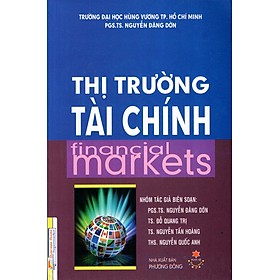 TRƯỜNG ĐẠI HỌC HÙNG VƯƠNG TP. HỒ CHÍ MINH
PGS.TS. NGUYỄN ĐĂNG DỜN
THỊ TRƯỜNG
TÀI CHÍNH
financial
markets
NHÓM TÁC GIẢ BIÊN SOẠN:
PGS.TS. NGUYỄN ĐĂNG DỜN
TS. ĐỖ QUANG TRỊ
TS. NGUYỄN TẤN HOÀNG
THS. NGUYỄN QUỐC ANH
NHÀ XUẤT BẢN
PHƯƠNG ĐÔNG